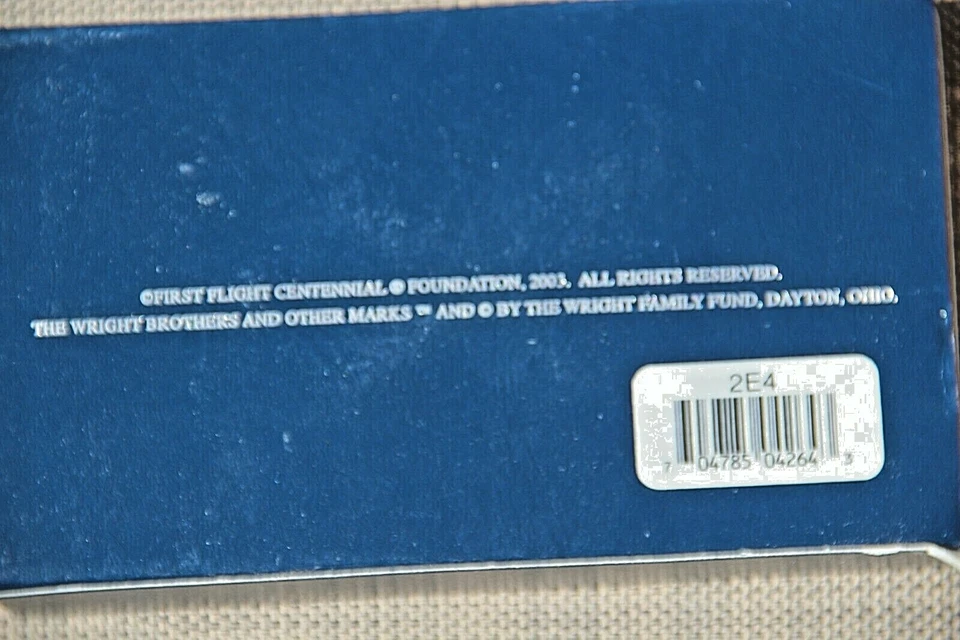 ©FIRST FLIGHT CENTENNIAL ® FOUNDATION, 2003. ALL RIGHTS RESERVED.
THE WRIGHT BROTHERS AND OTHER MARKS ™ AND © BY THE WRIGHT FAMILY FUND, DAYTON, OHIO.
2E4
7 04785 04264 3